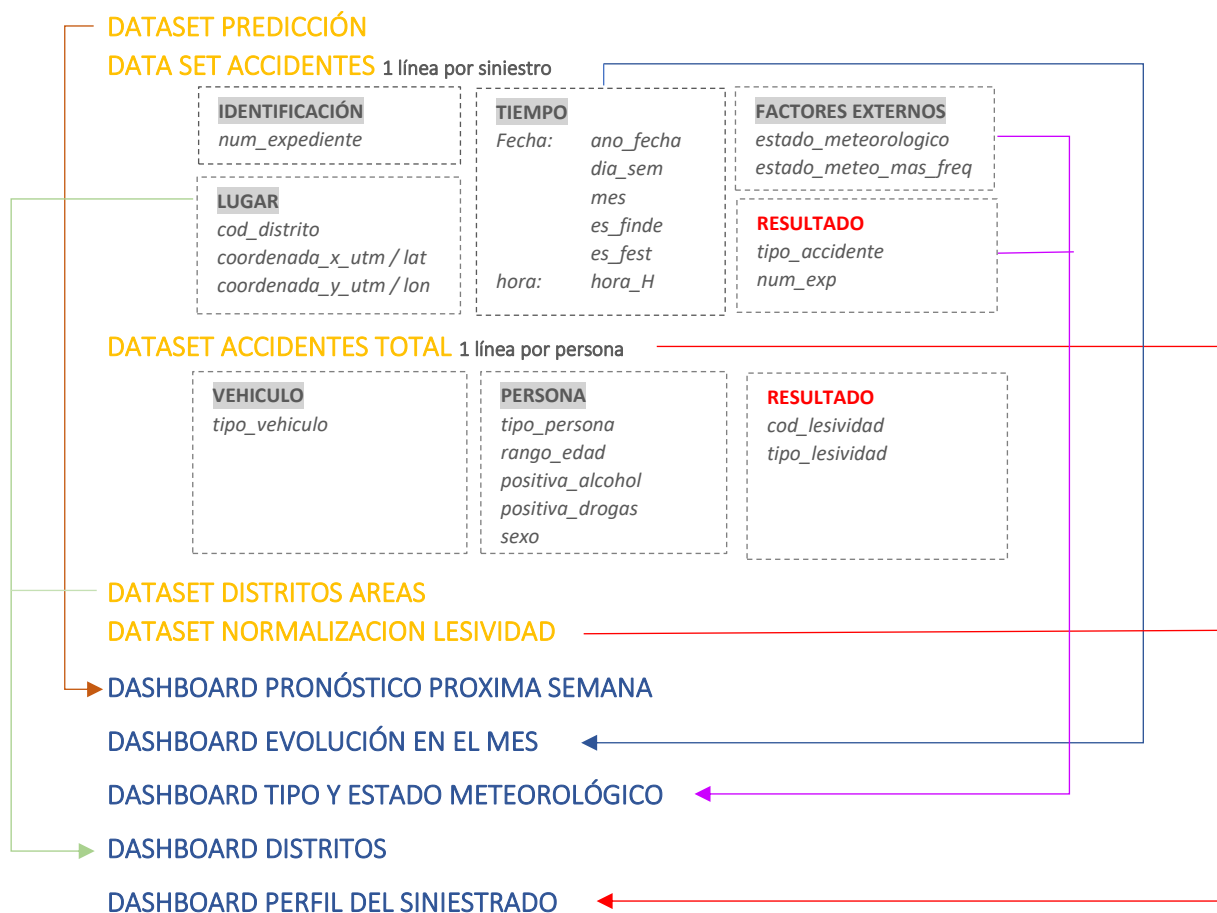 DATASET PREDICCIÓN
DATA SET ACCIDENTES 1 línea por siniestro
IDENTIFICACIÓN
num_expediente
LUGAR
cod_distrito
coordenada_x_utm / lat
coordenada_y_utm / lon
TIEMPO
Fecha: ano_fecha
dia_sem
mes
es_finde
es_fest
hora: hora_H
FACTORES EXTERNOS
estado_meteorologico
estado_meteo_mas_freq
RESULTADO
tipo_accidente
num_exp
DATASET ACCIDENTES TOTAL 1 línea por persona
VEHICULO
tipo_vehiculo
PERSONA
tipo_persona
rango_edad
positiva_alcohol
positiva_drogas
sexo
RESULTADO
cod_lesividad
tipo_lesividad
DATASET DISTRITOS AREAS
DATASET NORMALIZACION LESIVIDAD
DASHBOARD PRONÓSTICO PROXIMA SEMANA
DASHBOARD EVOLUCIÓN EN EL MES
DASHBOARD TIPO Y ESTADO METEOROLÓGICO
DASHBOARD DISTRITOS
DASHBOARD PERFIL DEL SINIESTRADO